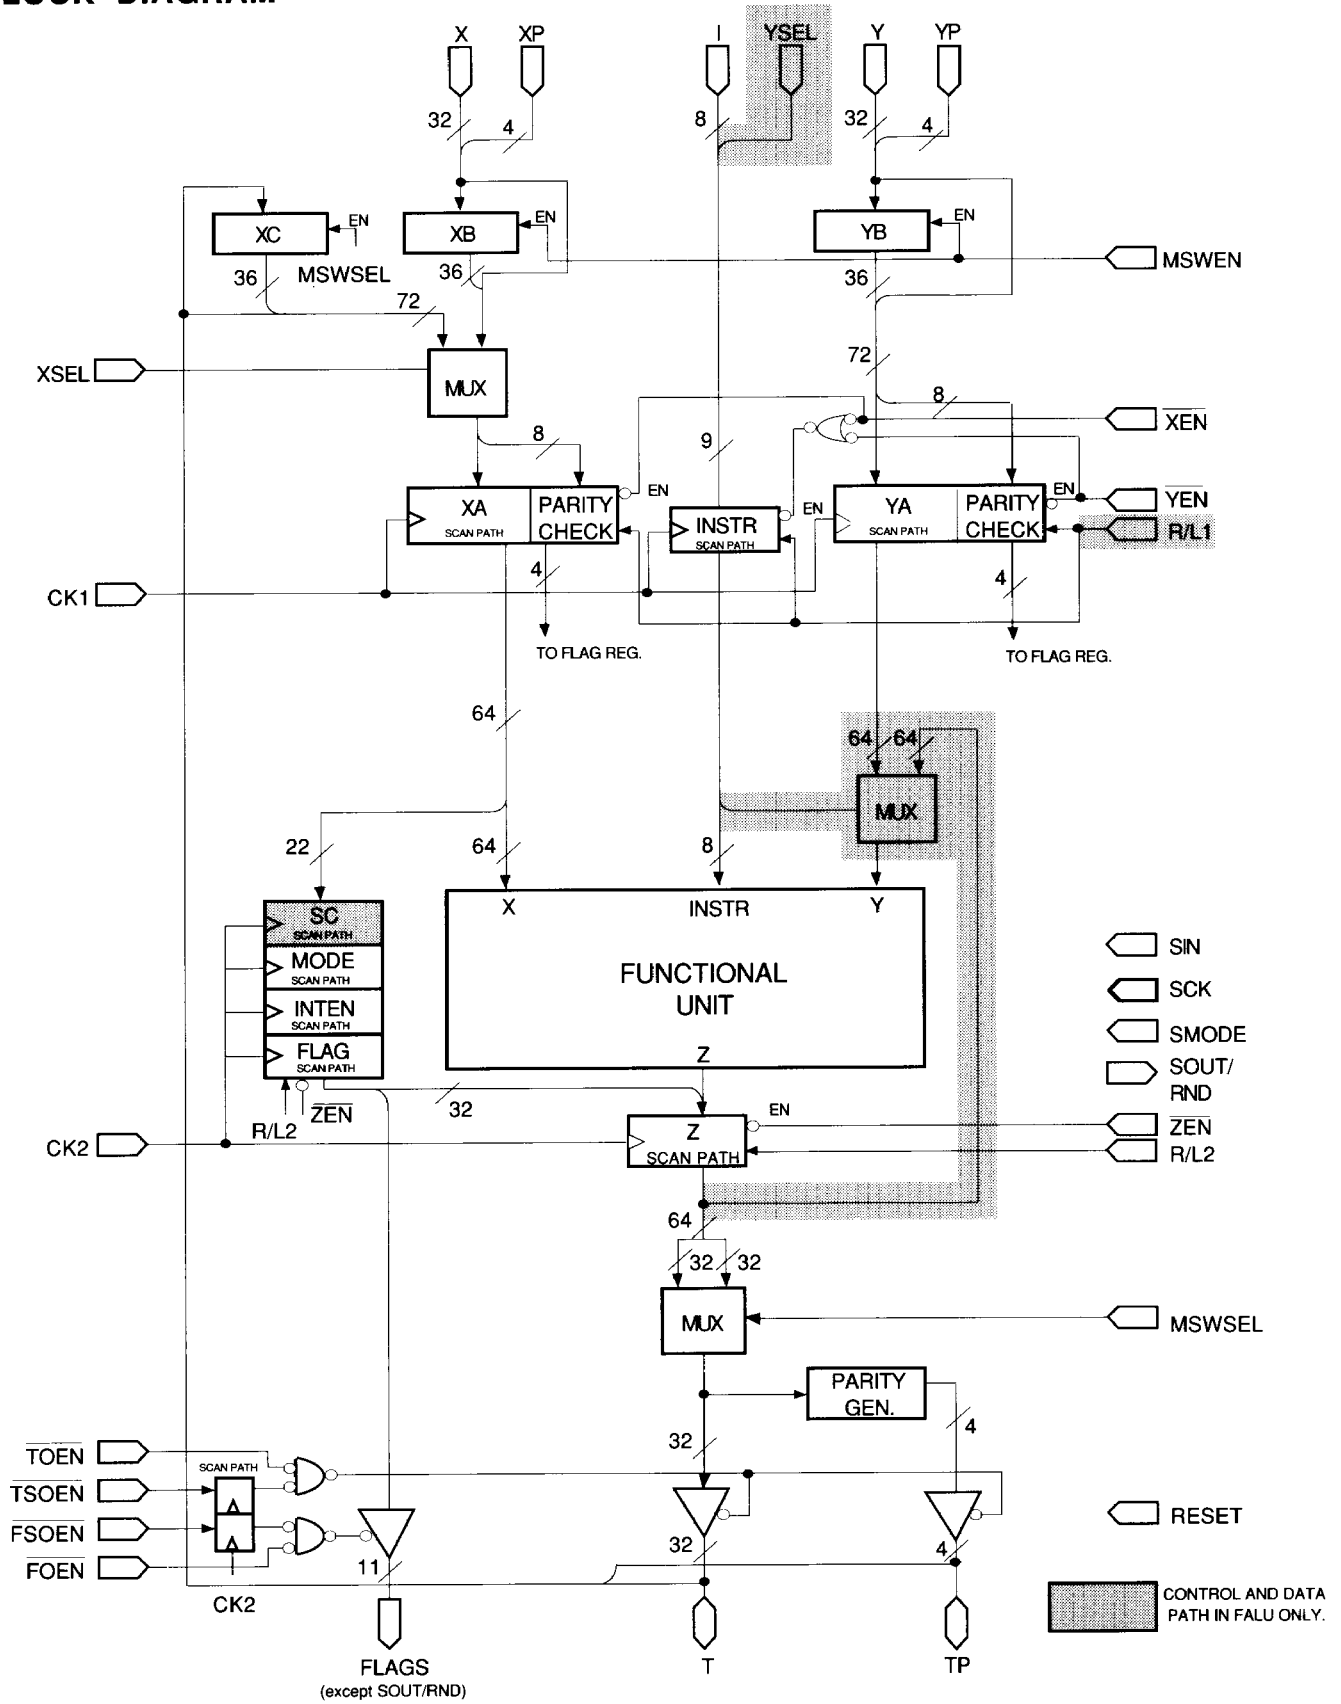 X XP I YSEL Y YP
32 4 8 32 4
XC EN XB EN YB EN
MSWSEL
MSWEN
36 36 36
72
XSEL
MUX
72
8 8
XEN
9
XA
SCAN PATH
PARITY
CHECK
EN
INSTR
SCAN PATH
EN
YA
SCAN PATH
PARITY
CHECK
EN
YEN
R/L1
CK1
4 4
TO FLAG REG.
TO FLAG REG.
64
64 64
MUX
22 64 8
SC
SCAN PATH
MODE
SCAN PATH
INTEN
SCAN PATH
FLAG
SCAN PATH
X INSTR Y
FUNCTIONAL
UNIT
Z
SIN
SCK
SMODE
SOUT/
RND
R/L2
ZEN
32
Z
SCAN PATH
EN
ZEN
R/L2
CK2
64
32 32
MUX
MSWSEL
PARITY
GEN.
32 4
TOEN
SCAN PATH
TSOEN
FSOEN
FOEN
CK2
11 32 4
RESET
CONTROL AND DATA
PATH IN FALU ONLY.
FLAGS
(except SOUT/RND)
T
TP